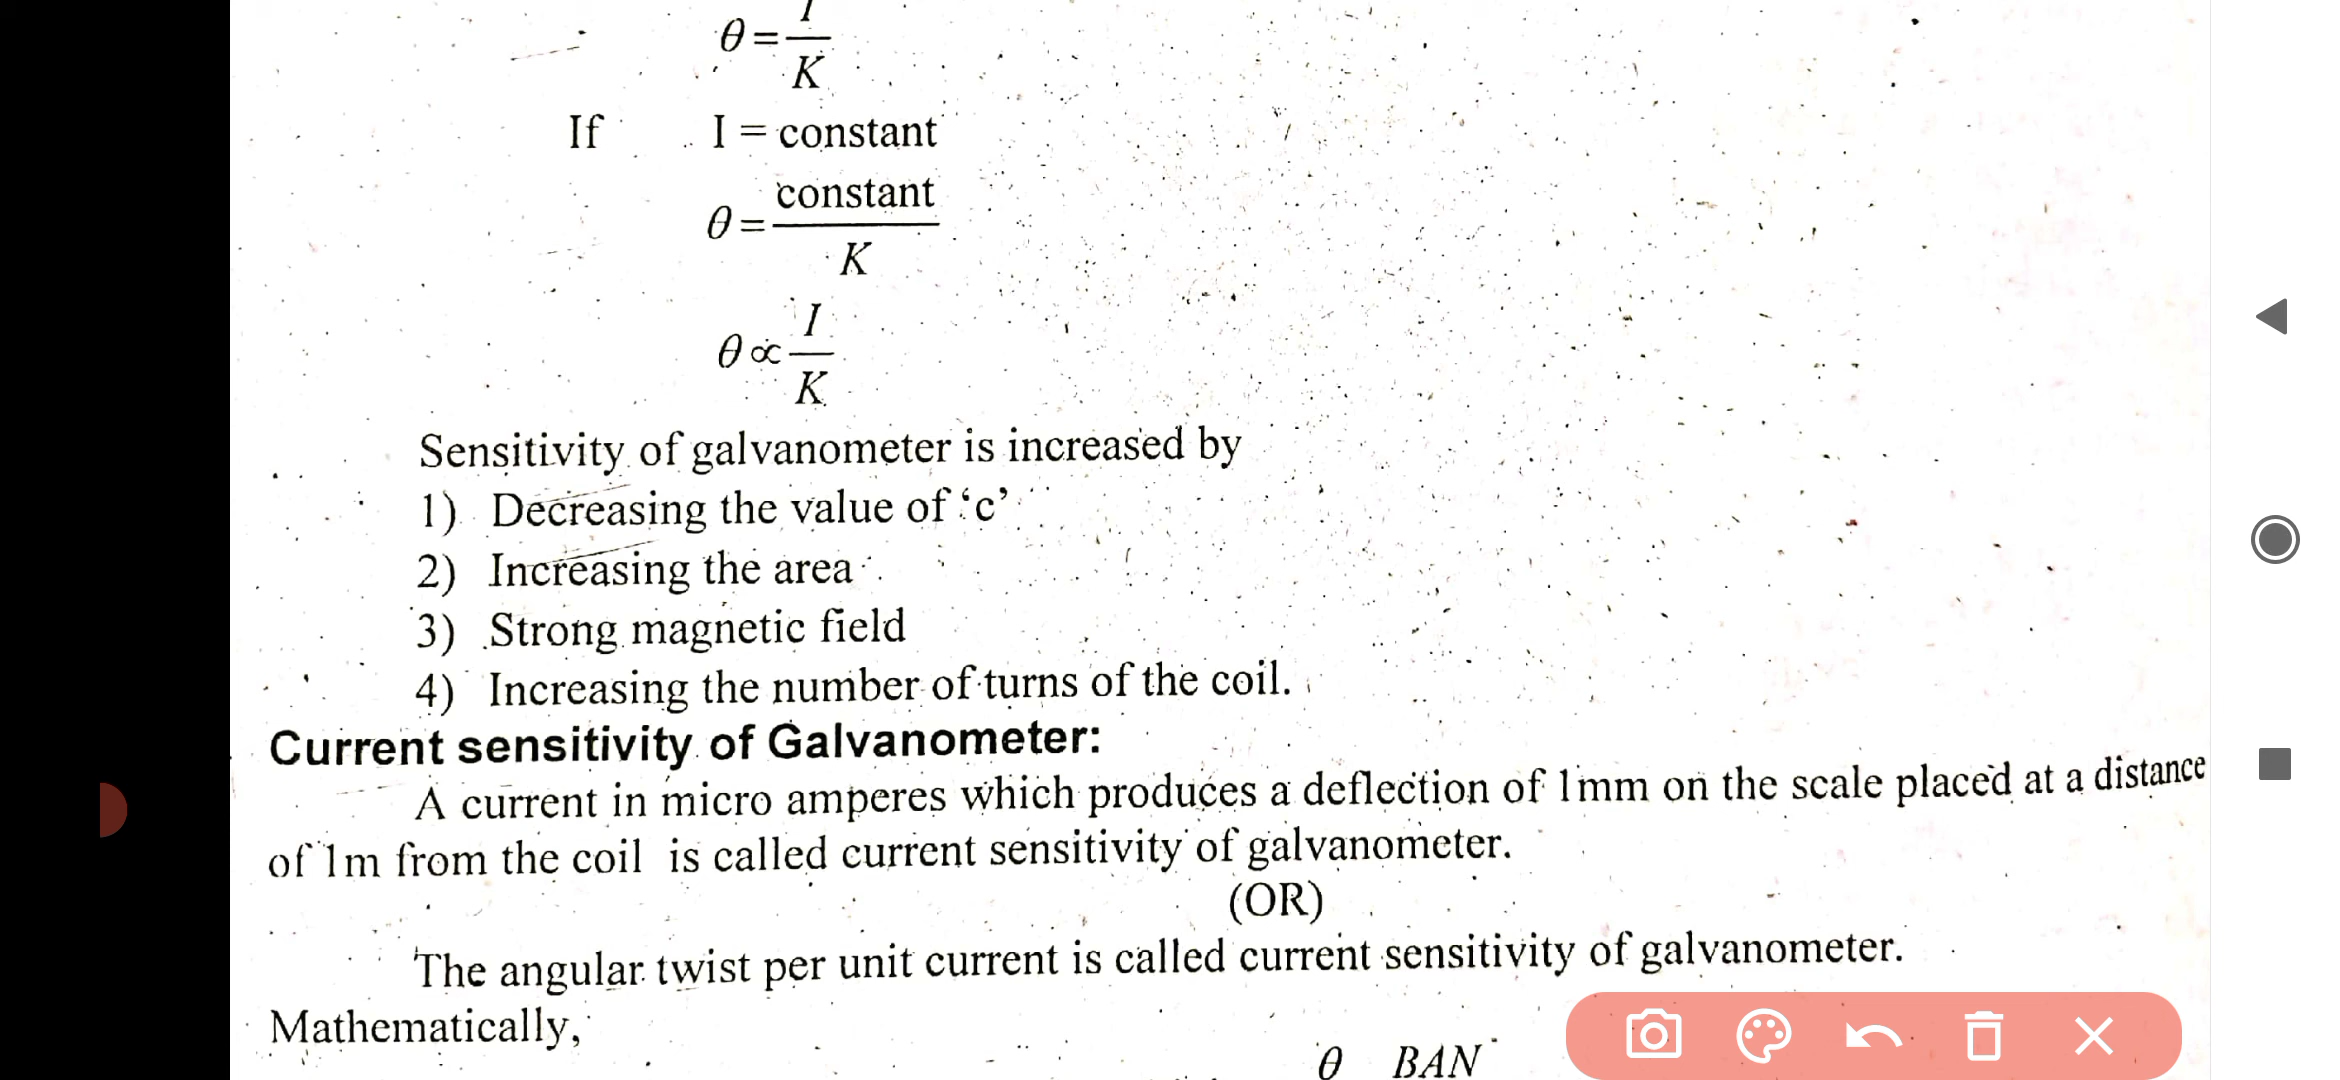 θ = I / K
If I = constant
θ = constant / K
θ ∝ I / K
Sensitivity of galvanometer is increased by
1) Decreasing the value of ‘c’
2) Increasing the area
3) Strong magnetic field
4) Increasing the number of turns of the coil.
Current sensitivity of Galvanometer:
A current in micro amperes which produces a deflection of 1mm on the scale placed at a distance
of 1m from the coil is called current sensitivity of galvanometer.
(OR)
The angular twist per unit current is called current sensitivity of galvanometer.
Mathematically,
θ BAN